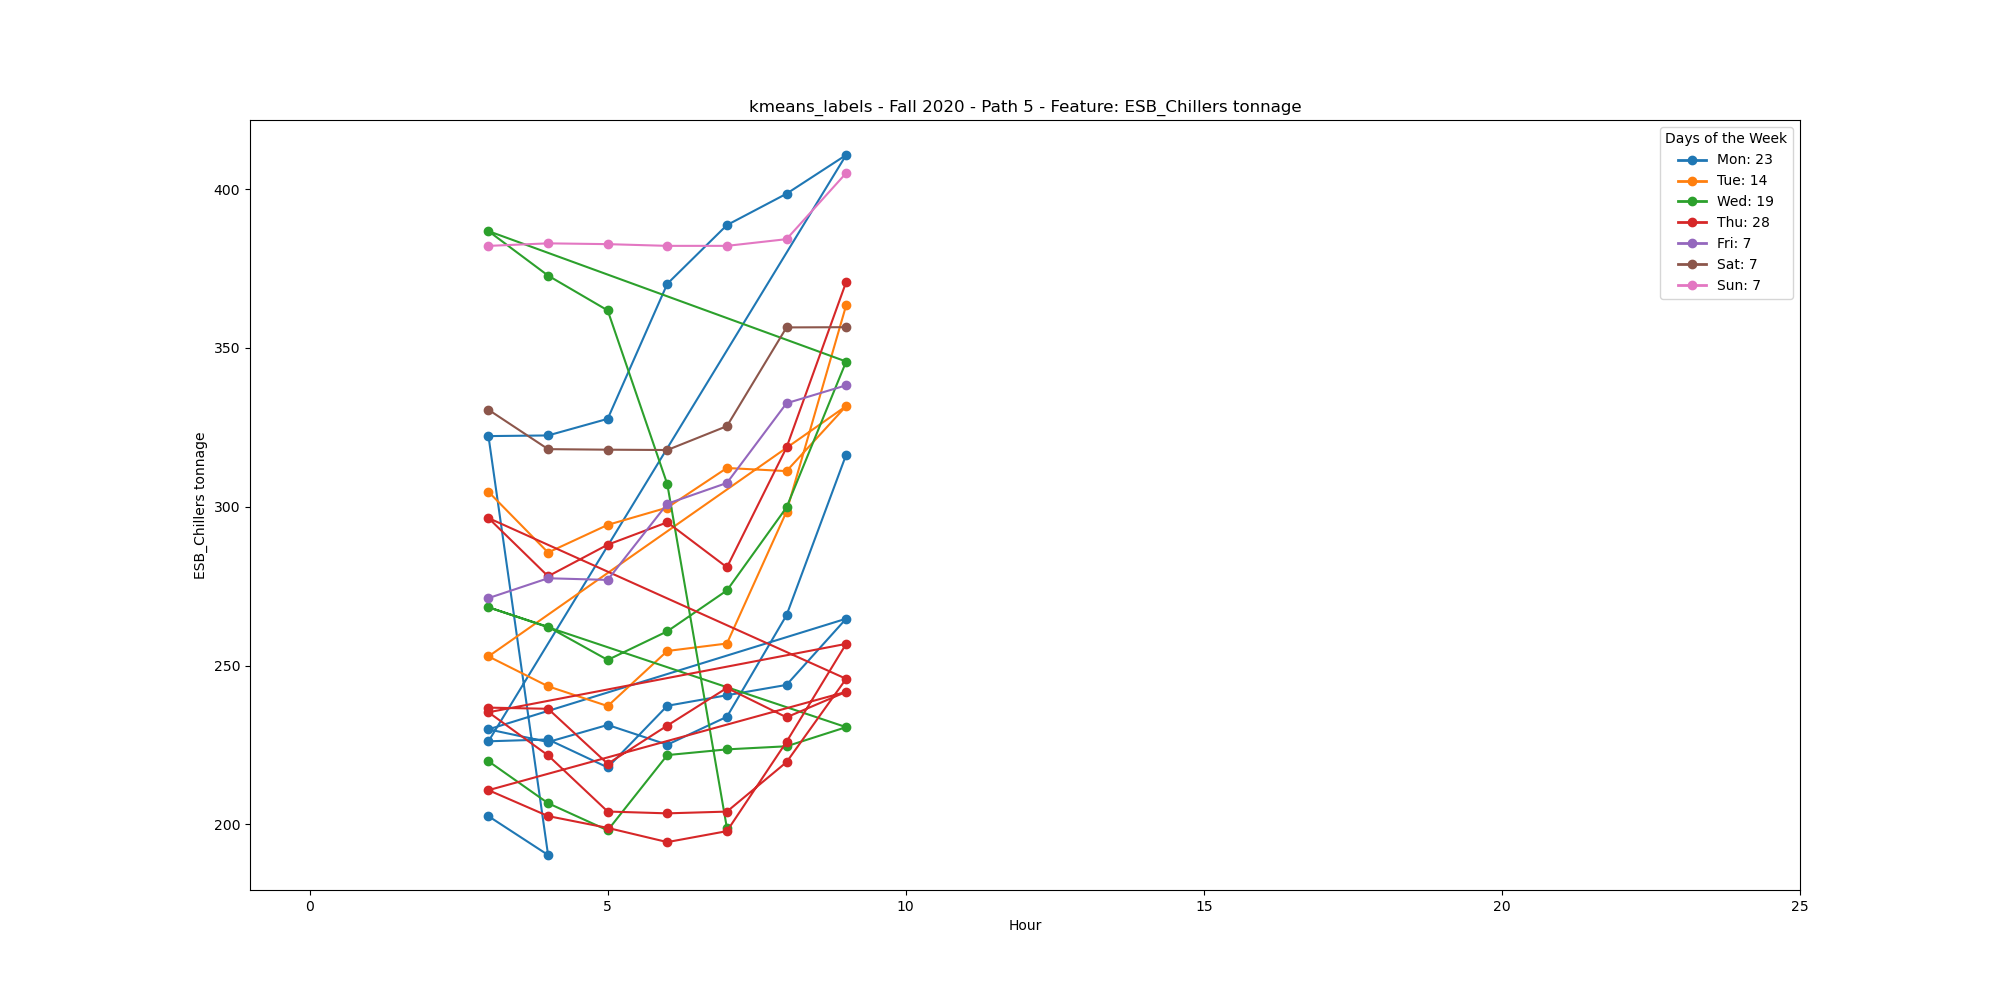 kmeans_labels - Fall 2020 - Path 5 - Feature: ESB_Chillers tonnage
Days of the Week
Mon: 23
Tue: 14
Wed: 19
Thu: 28
Fri: 7
Sat: 7
Sun: 7
ESB_Chillers tonnage
400
350
300
250
200
0 5 10 15 20 25
Hour